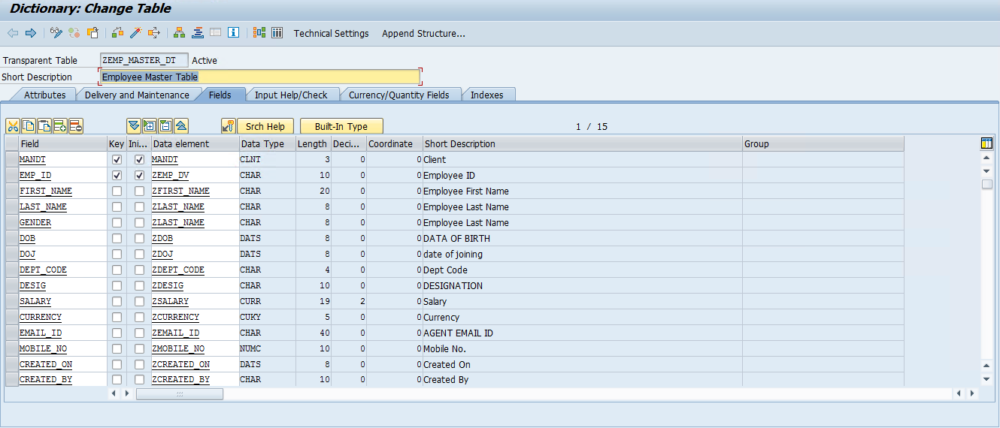 Dictionary: Change Table
Technical Settings Append Structure...
Transparent Table ZEMP_MASTER_DT Active
Short Description Employee Master Table
Attributes Delivery and Maintenance Fields Input Help/Check Currency/Quantity Fields Indexes
Srch Help Built-In Type 1 / 15
Field Key Ini... Data element Data Type Length Deci... Coordinate Short Description Group
MANDT MANDT CLNT 3 0 0 Client
EMP_ID ZEMP_DV CHAR 10 0 0 Employee ID
FIRST_NAME ZFIRST_NAME CHAR 20 0 0 Employee First Name
LAST_NAME ZLAST_NAME CHAR 8 0 0 Employee Last Name
GENDER ZLAST_NAME CHAR 8 0 0 Employee Last Name
DOB ZDOB DATS 8 0 0 DATA OF BIRTH
DOJ ZDOJ DATS 8 0 0 date of joining
DEPT_CODE ZDEPT_CODE CHAR 4 0 0 Dept Code
DESIG ZDESIG CHAR 10 0 0 DESIGNATION
SALARY ZSALARY CURR 19 2 0 Salary
CURRENCY ZCURRENCY CUKY 5 0 0 Currency
EMAIL_ID ZEMAIL_ID CHAR 40 0 0 AGENT EMAIL ID
MOBILE_NO ZMOBILE_NO NUMC 10 0 0 Mobile No.
CREATED_ON ZCREATED_ON DATS 8 0 0 Created On
CREATED_BY ZCREATED_BY CHAR 10 0 0 Created By